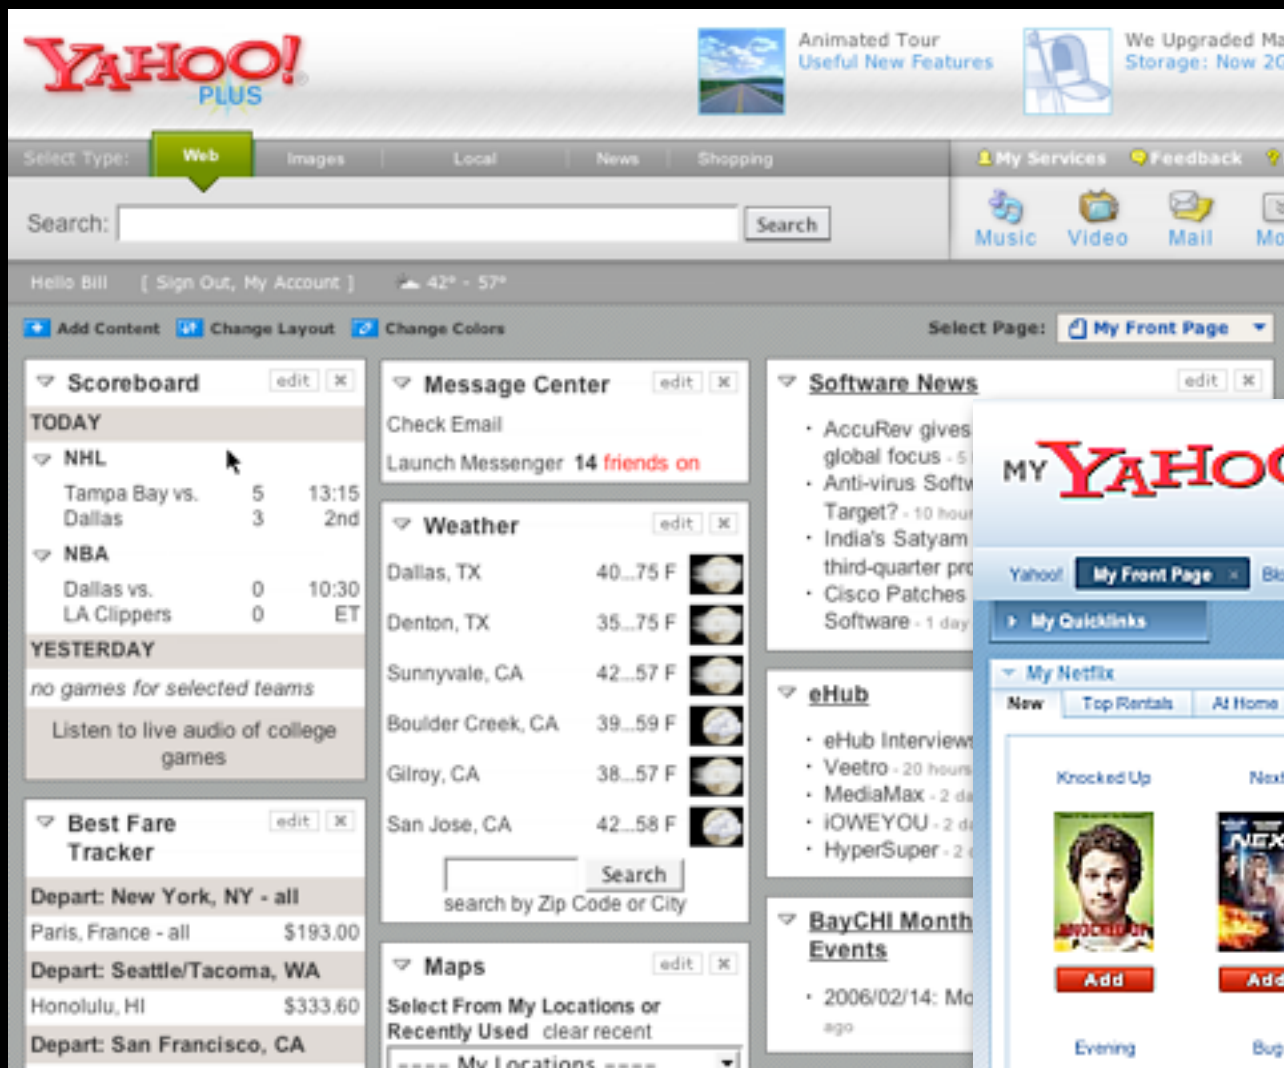 YAHOO!
PLUS
Animated Tour
Useful New Features
We Upgraded
Storage: Now
Select Type:
Web
Images
Local
News
Shopping
My Services
Feedback
Search:
Search
Music
Video
Mail
Hello Bill
[ Sign Out, My Account ]
42° - 57°
Add Content
Change Layout
Change Colors
Select Page:
My Front Page
Scoreboard
edit
TODAY
NHL
Tampa Bay vs. 5 13:15
Dallas 3 2nd
NBA
Dallas vs. 0 10:30
LA Clippers 0 ET
YESTERDAY
no games for selected teams
Listen to live audio of college
games
Best Fare
Tracker
edit
Depart: New York, NY - all
Paris, France - all $193.00
Depart: Seattle/Tacoma, WA
Honolulu, HI $333.60
Depart: San Francisco, CA
Message Center
edit
Check Email
Launch Messenger 14 friends on
Weather
edit
Dallas, TX 40...75 F
Denton, TX 35...75 F
Sunnyvale, CA 42...57 F
Boulder Creek, CA 39...59 F
Gilroy, CA 38...57 F
San Jose, CA 42...58 F
Search
search by Zip Code or City
Maps
edit
Select From My Locations or
Recently Used clear recent
==== My Locations ====
Software News
edit
· AccuRev gives
global focus - 5
· Anti-virus
Target? - 10
· India's Satyam
third-quarter
· Cisco Patches
Software - 1 day
eHub
· eHub
· Veetro - 20 hours
· MediaMax - 2
· iOWEYOU - 2
· HyperSuper - 2
BayCHI
Events
· 2006/02/14:
ago
MY YAHOO
Yahoo!
My Front Page
My Quicklinks
My Netflix
New
Top Rentals
At Home
Knocked Up
KNOCKED UP
NEX
Add
Evening